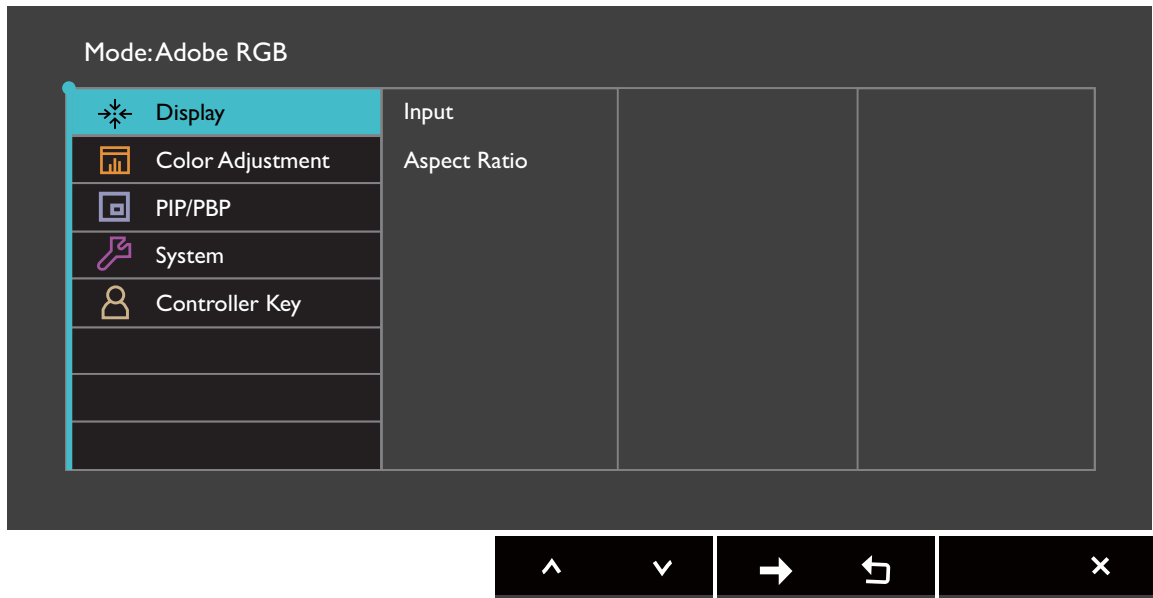 Mode: Adobe RGB
Display
Input
Color Adjustment
Aspect Ratio
PIP/PBP
System
Controller Key